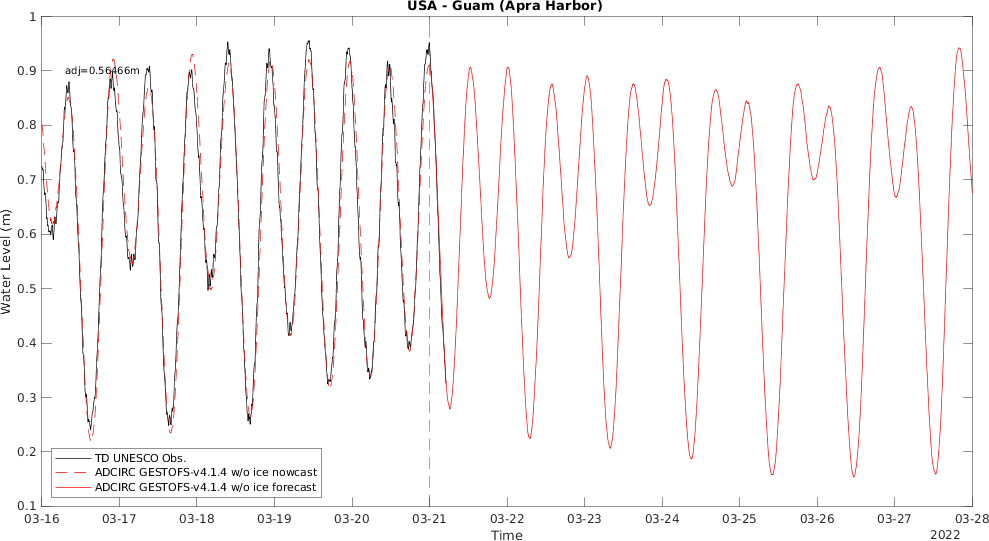 USA - Guam (Apra Harbor)
adj=0.56466m
1
0.9
0.8
0.7
0.6
0.5
0.4
0.3
0.2
0.1
Water Level (m)
TD UNESCO Obs.
ADCIRC GESTOFS-v4.1.4 w/o ice nowcast
ADCIRC GESTOFS-v4.1.4 w/o ice forecast
03-16 03-17 03-18 03-19 03-20 03-21 03-22 03-23 03-24 03-25 03-26 03-27 03-28
Time
2022